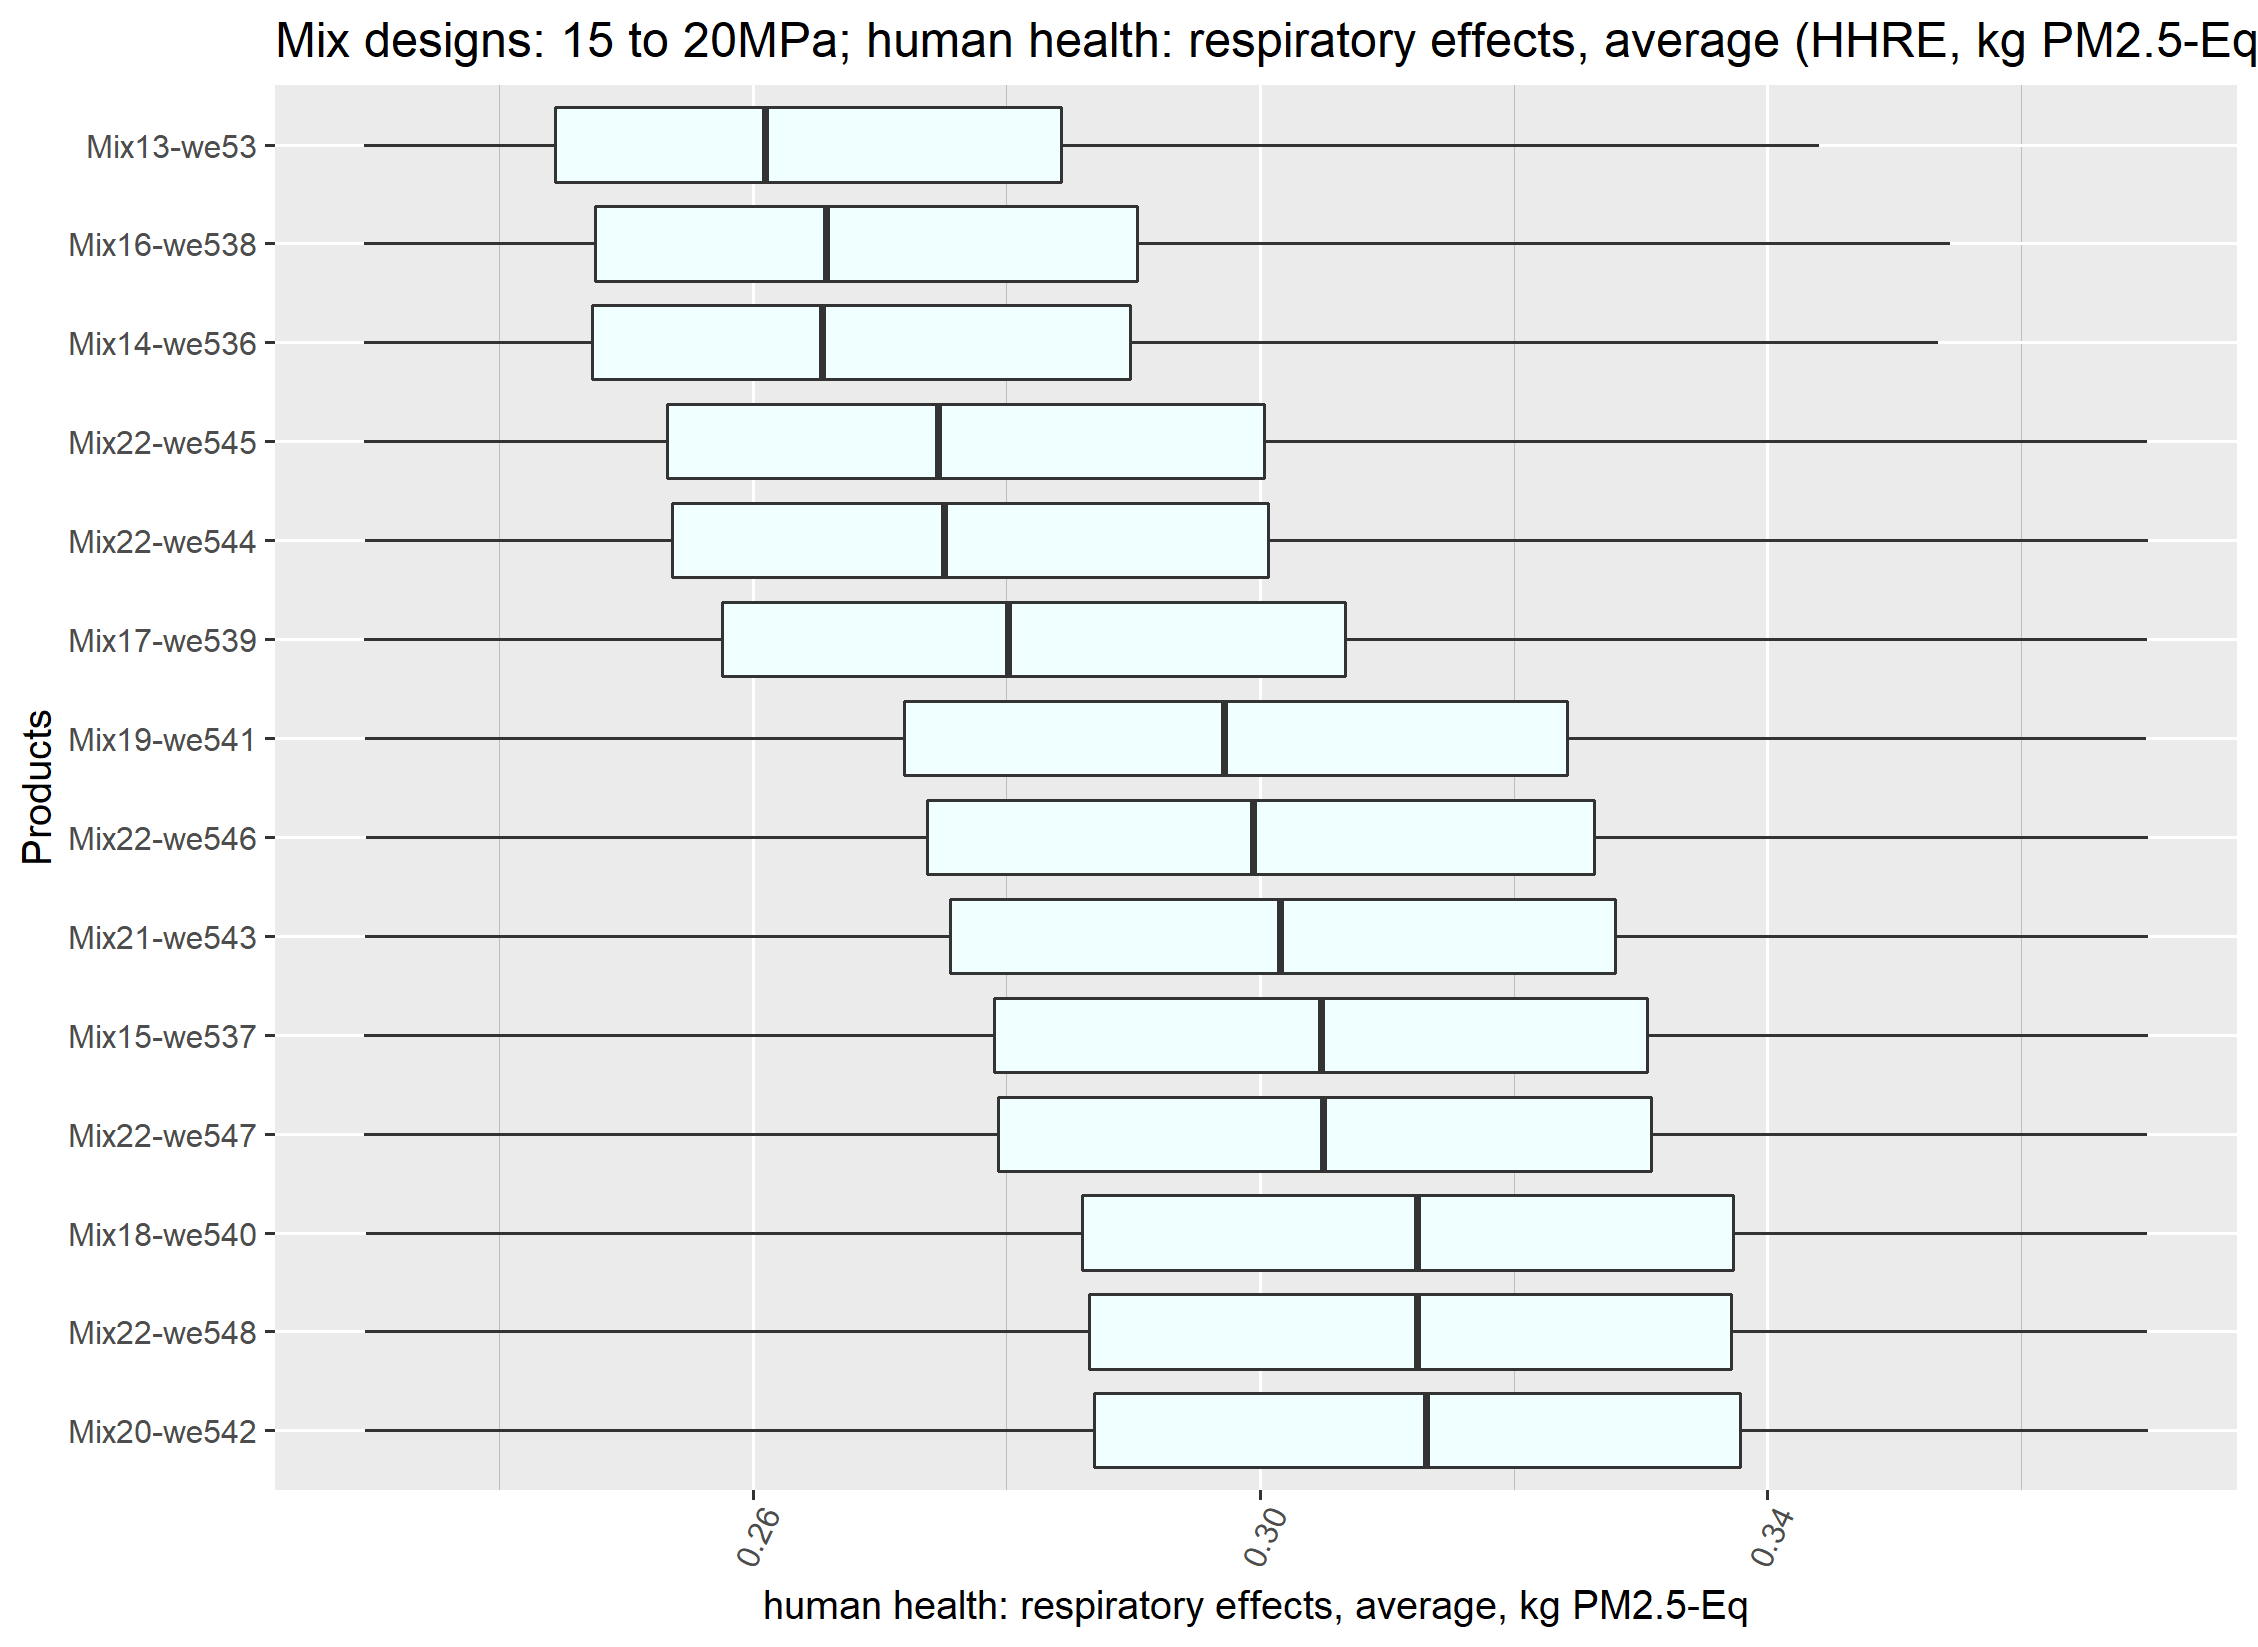 Mix designs: 15 to 20MPa; human health: respiratory effects, average (HHRE, kg PM2.5-Eq
Mix13-we53
Mix16-we538
Mix14-we536
Mix22-we545
Mix22-we544
Mix17-we539
Mix19-we541
Mix22-we546
Mix21-we543
Mix15-we537
Mix22-we547
Mix18-we540
Mix22-we548
Mix20-we542
Products
0.26
0.30
0.34
human health: respiratory effects, average, kg PM2.5-Eq